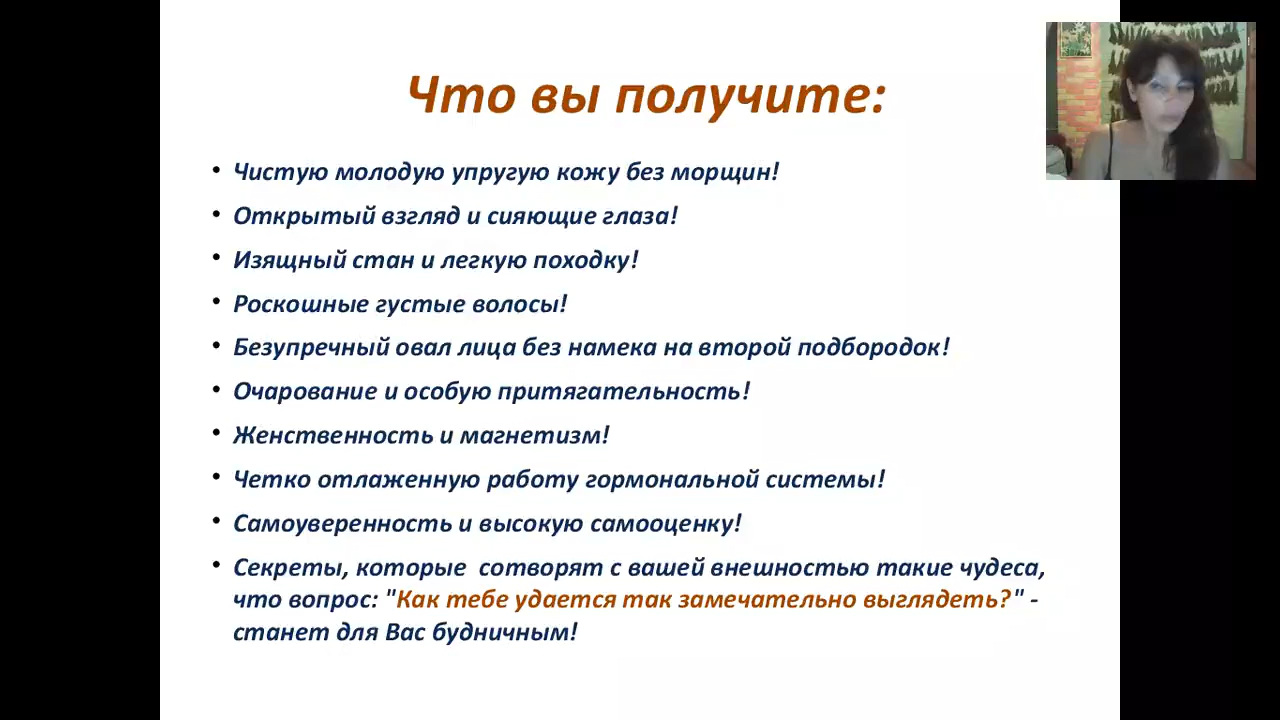 Что вы получите:
• Чистую молодую упругую кожу без морщин!
• Открытый взгляд и сияющие глаза!
• Изящный стан и легкую походку!
• Роскошные густые волосы!
• Безупречный овал лица без намека на второй подбородок!
• Очарование и особую притягательность!
• Женственность и магнетизм!
• Четко отлаженную работу гормональной системы!
• Самоуверенность и высокую самооценку!
• Секреты, которые  сотворят с вашей внешностью такие чудеса,
что вопрос: "Как тебе удается так замечательно выглядеть?" -
станет для Вас будничным!